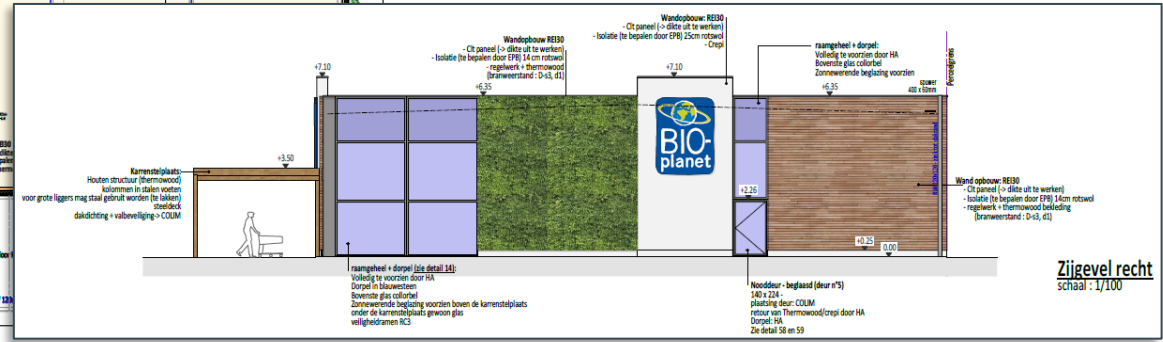 Wandopbouw: REI30
- Clt paneel (-> dikte uit te werken)
- Isolatie (te bepalen door EPB) 25cm rotswol
- Crepi
Wandopbouw REI30
- Clt paneel (-> dikte uit te werken)
- Isolatie (te bepalen door EPB) 14 cm rotswol
- regelwerk + thermowood
(branweerstand : D-s3, d1)
raamgeheel + dorpel:
Volledig te voorzien door HA
Bovenste glas collorbel
Zonnewerende beglazing voorzien
Perceelgrens
+7.10
+7.10
+6.35
+6.35
spuwer
400 x 60mm
BIO-
planet
+3.50
Karrenstelplaats:
Houten structuur (thermowood)
kolommen in stalen voeten
voor grote liggers mag staal gebruit worden (te lakken)
steeldeck
dakdichting + valbeveiliging-> COLIM
+2.26
Wand opbouw: REI30
- Clt paneel (-> dikte uit te werken)
- Isolatie (te bepalen door EPB) 14cm rotswol
- regelwerk + thermowood bekleding
(branweerstand : D-s3, d1)
+0.25
0.00
raamgeheel + dorpel (zie detail 14):
Volledig te voorzien door HA
Dorpel in blauwesteen
Bovenste glas collorbel
Zonnewerende beglazing voorzien boven de karrenstelplaats
onder de karrenstelplaats gewoon glas
veiligheidramen RC3
Nooddeur - beglaasd (deur n°5)
140 x 224 -
plaatsing deur: COLIM
retour van Thermowood/crepi door HA
Dorpel: HA
Zie detail 58 en 59
Zijgevel recht
schaal : 1/100